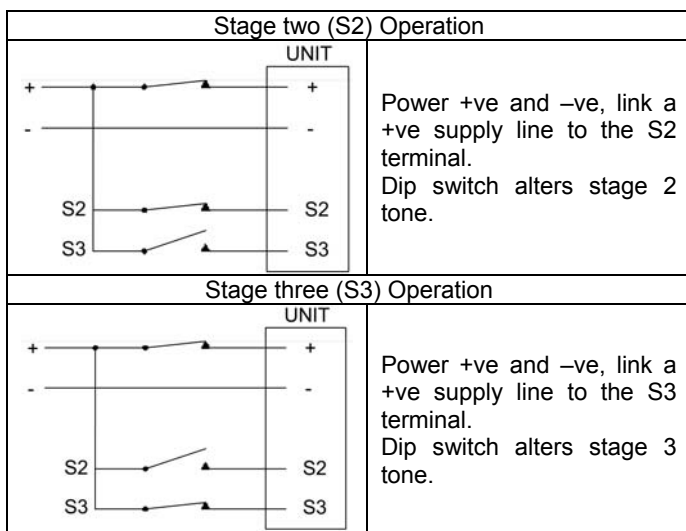 Stage two (S2) Operation
UNIT
+ +
- -
S2 S2
S3 S3
Power +ve and –ve, link a
+ve supply line to the S2
terminal.
Dip switch alters stage 2
tone.
Stage three (S3) Operation
UNIT
+ +
- -
S2 S2
S3 S3
Power +ve and –ve, link a
+ve supply line to the S3
terminal.
Dip switch alters stage 3
tone.